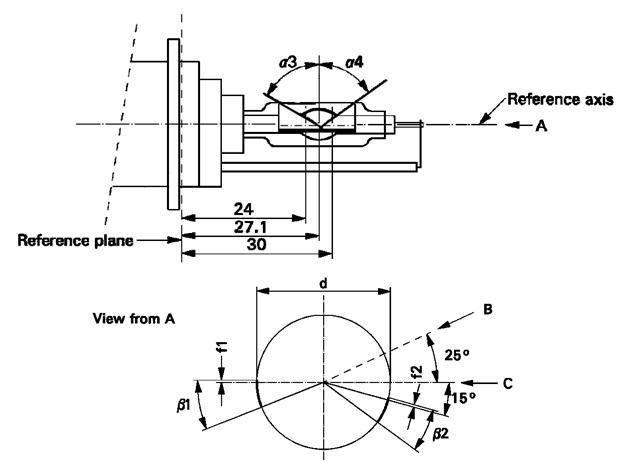 α3
α4
Reference axis
A
24
27.1
30
Reference plane
d
View from A
B
f1
25°
f2
C
β1
15°
β2